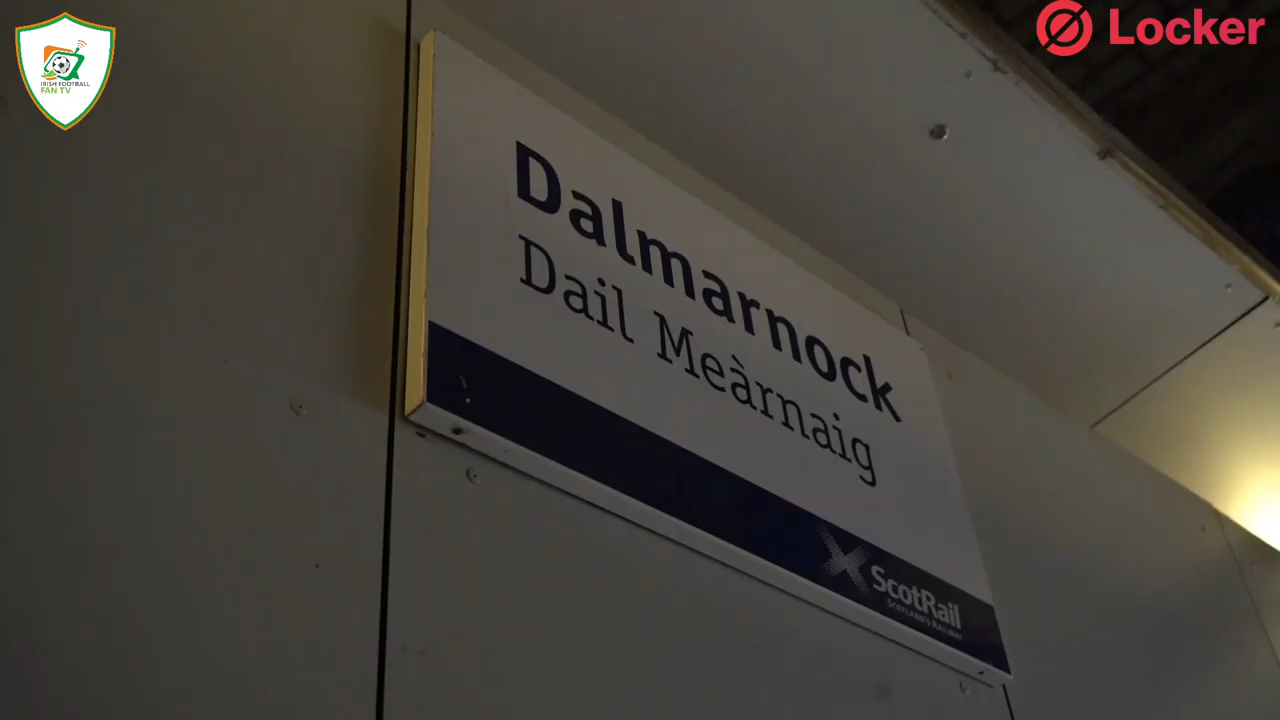 IRISH FOOTBALL
FAN TV
Locker
Dalmarnock
Dail Meàrnaig
ScotRail
SCOTLAND'S RAILWAY